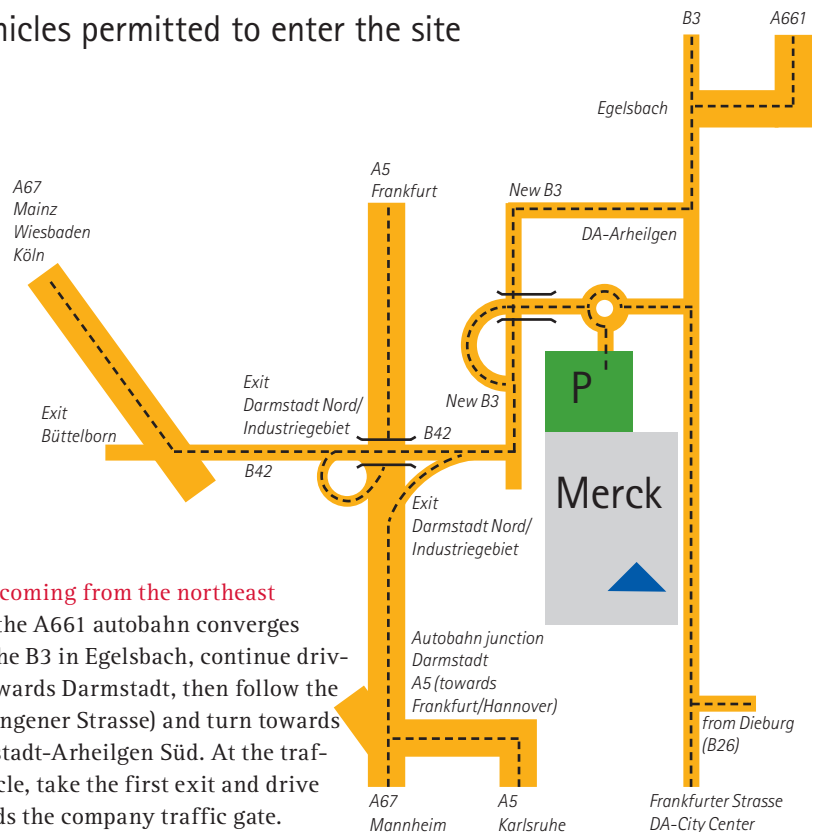 hicles permitted to enter the site
B3
A661
Egelsbach
A5
Frankfurt
A67
Mainz
Wiesbaden
Köln
New B3
DA-Arheilgen
Exit
Darmstadt Nord/
Industriegebiet
New B3
P
Exit
Büttelborn
B42
B42
Merck
Exit
Darmstadt Nord/
Industriegebiet
coming from the northeast
the A661 autobahn converges
he B3 in Egelsbach, continue driv-
wards Darmstadt, then follow the
ngener Strasse) and turn towards
stadt-Arheilgen Süd. At the traf-
cle, take the first exit and drive
ds the company traffic gate.
Autobahn junction
Darmstadt
A5 (towards
Frankfurt/Hannover)
from Dieburg
(B26)
A67
Mannheim
A5
Karlsruhe
Frankfurter Strasse
DA-City Center